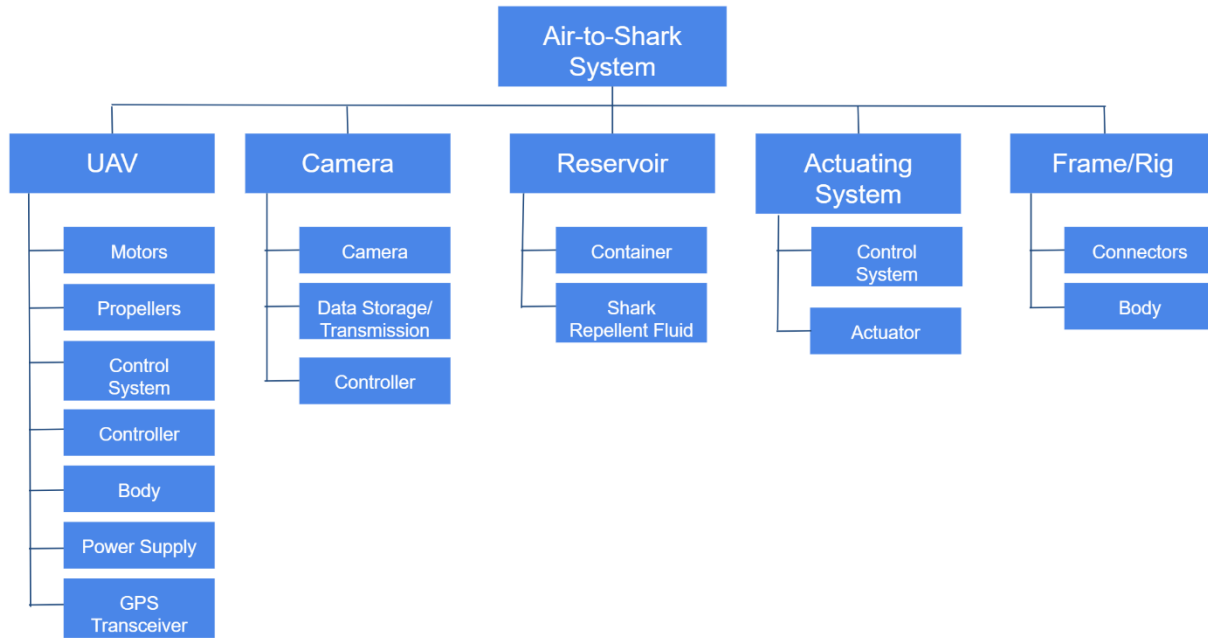 Air-to-Shark
System
UAV
Camera
Reservoir
Actuating
System
Frame/Rig
Motors
Propellers
Control
System
Controller
Body
Power Supply
GPS
Transceiver
Camera
Data Storage/
Transmission
Controller
Container
Shark
Repellent Fluid
Control
System
Actuator
Connectors
Body